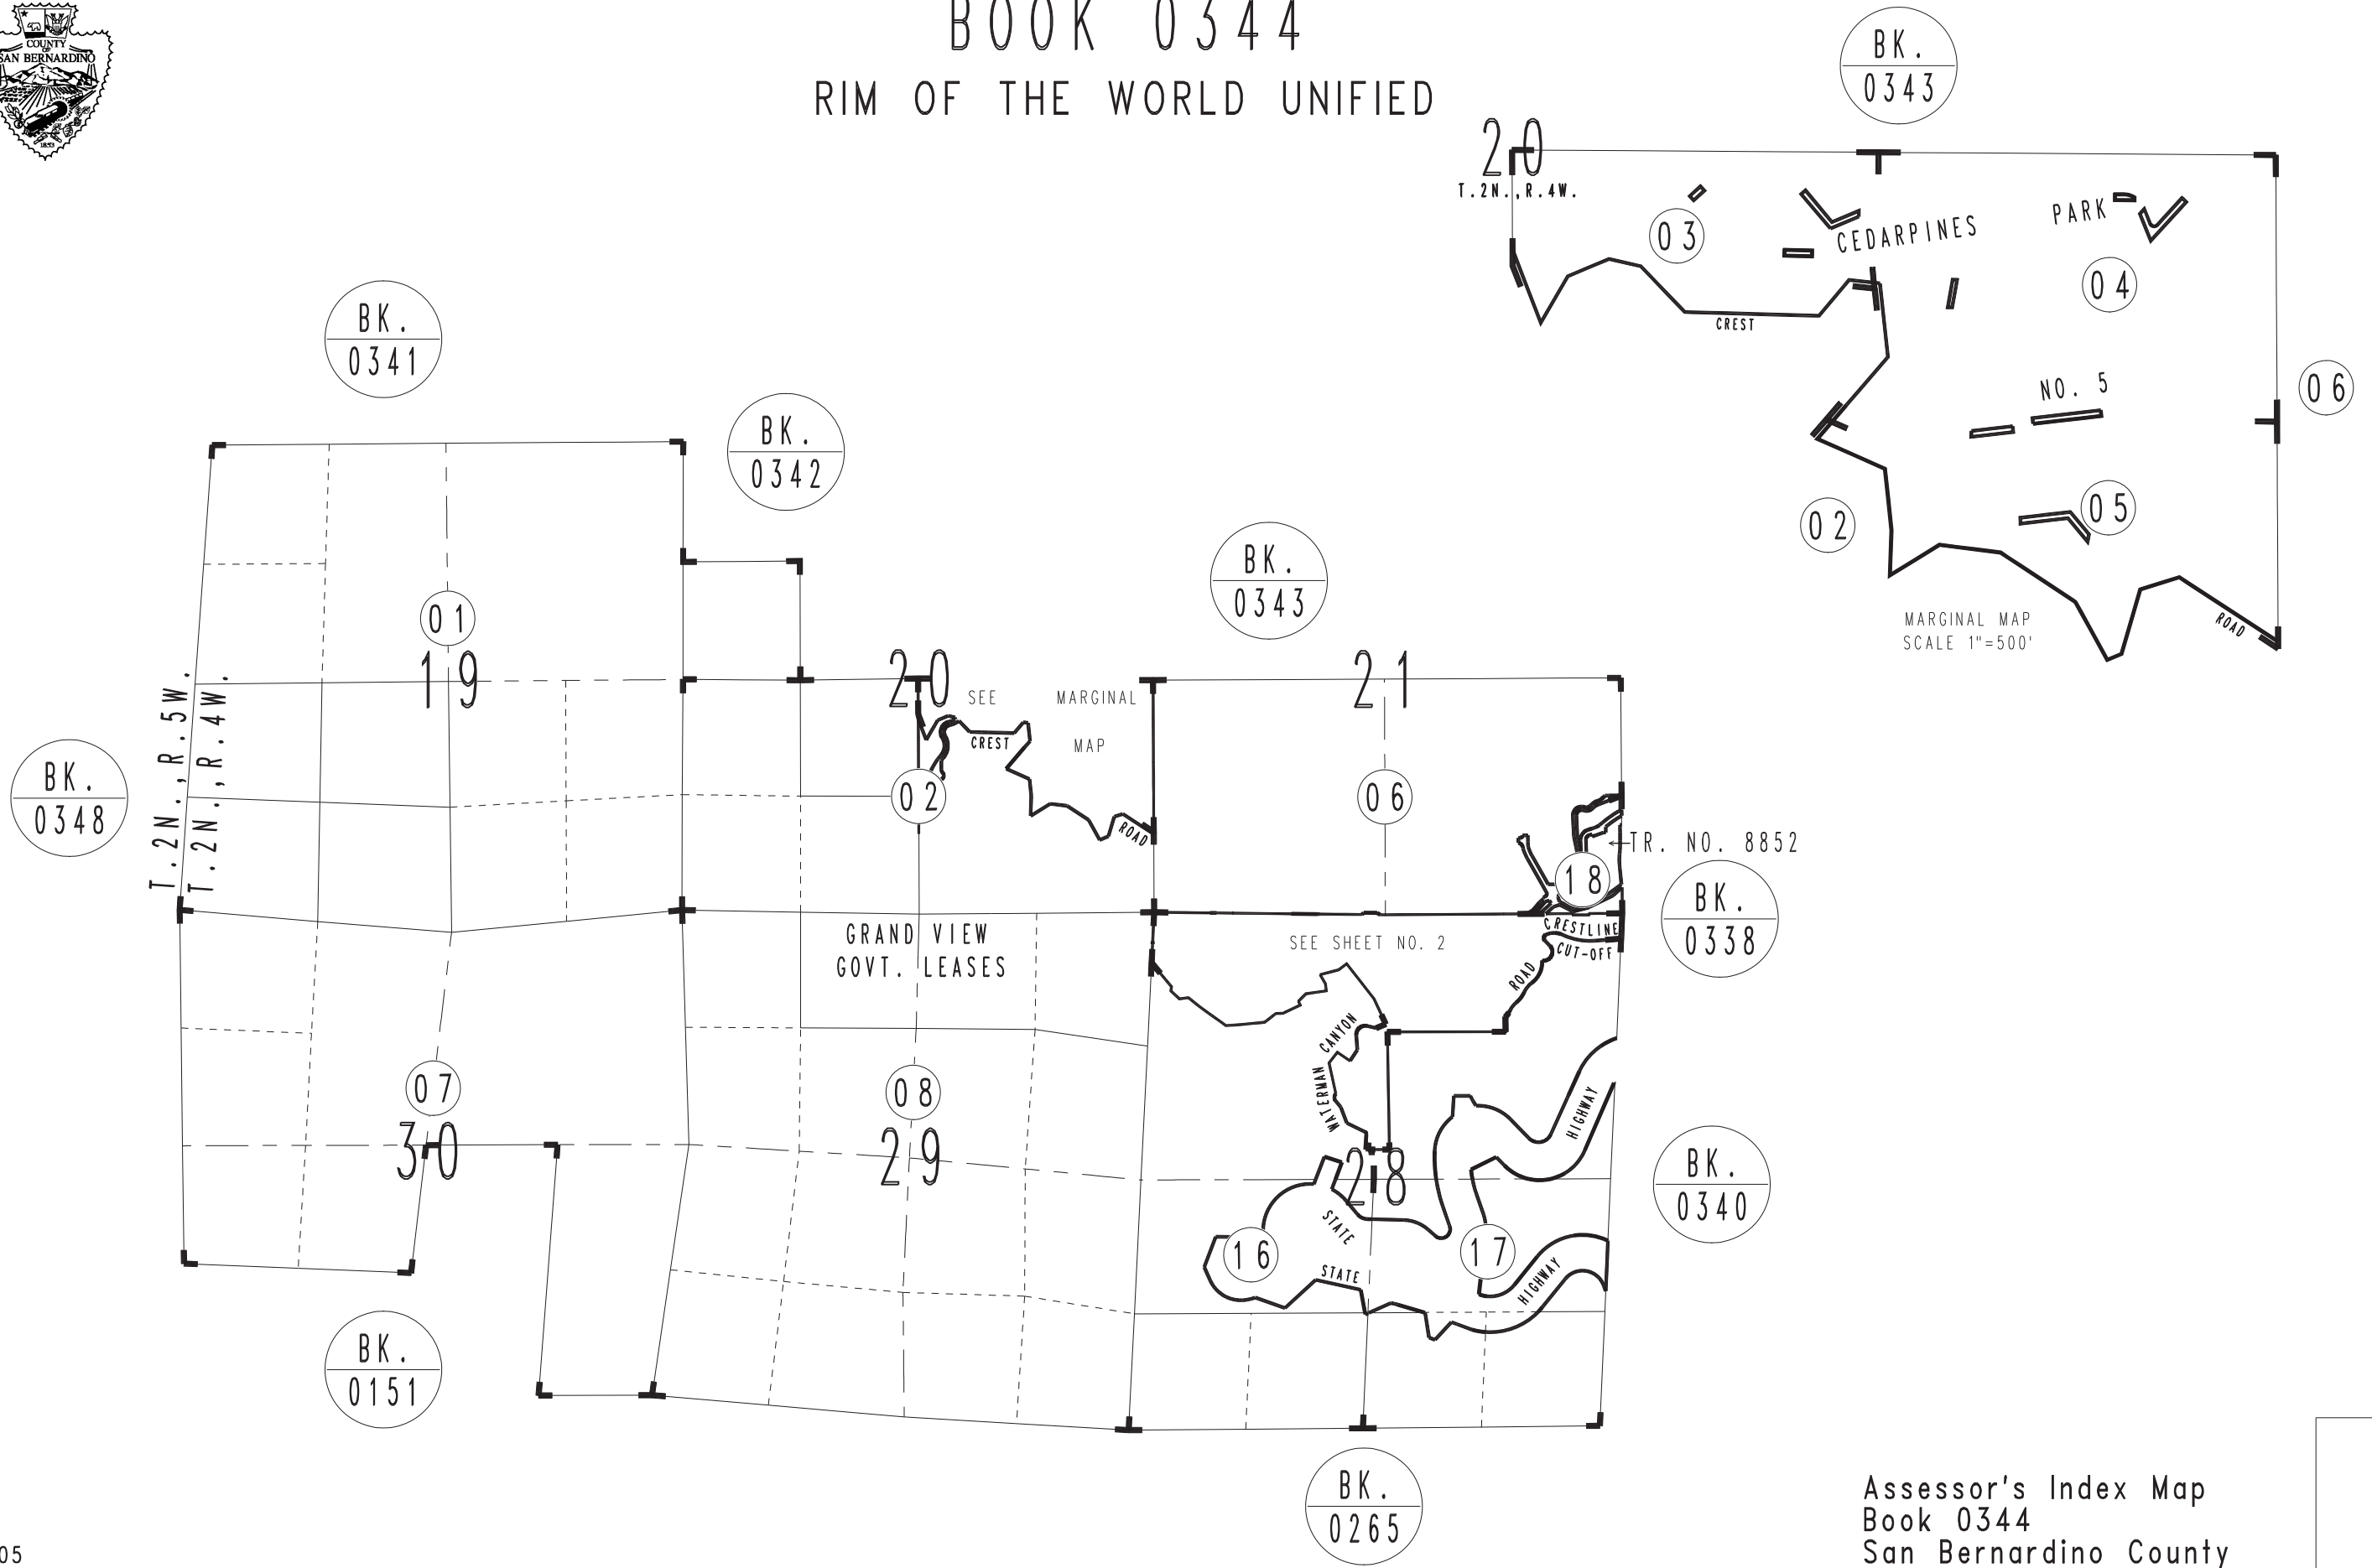 BOOK 0344
RIM OF THE WORLD UNIFIED
COUNTY
OF
SAN BERNARDINO
1853
BK.
0343
20
T.2N.,R.4W.
03
CEDARPINES
PARK
04
CREST
NO. 5
06
02
05
MARGINAL MAP
SCALE 1"=500'
ROAD
BK.
0341
BK.
0342
BK.
0343
01
19
20
SEE MARGINAL
MAP
CREST
ROAD
21
T.2N.,R.5W.
T.2N.,R.4W.
BK.
0348
02
06
TR. NO. 8852
18
BK.
0338
GRAND VIEW
GOVT. LEASES
SEE SHEET NO. 2
CRESTLINE
CUT-OFF
ROAD
WATERMAN CANYON
07
30
08
29
28
HIGHWAY
BK.
0340
16
STATE
17
STATE
HIGHWAY
BK.
0151
BK.
0265
Assessor's Index Map
Book 0344
San Bernardino County
05